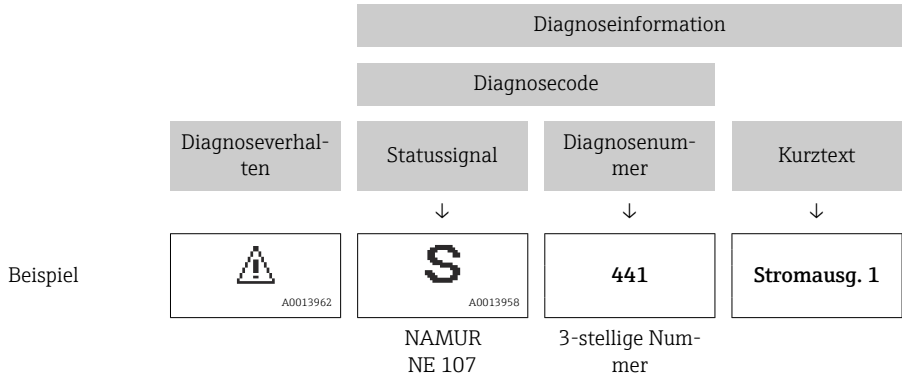 Diagnoseinformation
Diagnosecode
Diagnoseverhal-
ten
Statussignal
Diagnosenum-
mer
Kurztext
↓ ↓ ↓
Beispiel
A0013962
S
A0013958
441
Stromausg. 1
NAMUR
NE 107
3-stellige Num-
mer